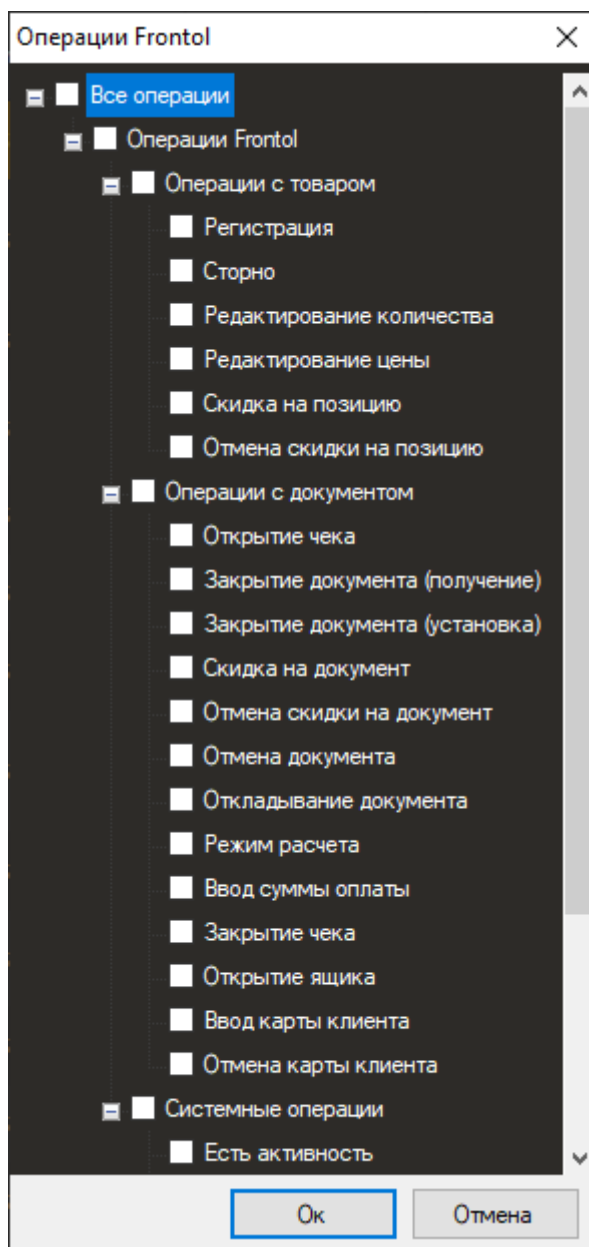 Операции Frontol
Все операции
Операции Frontol
Операции с товаром
Регистрация
Сторно
Редактирование количества
Редактирование цены
Скидка на позицию
Отмена скидки на позицию
Операции с документом
Открытие чека
Закрытие документа (получение)
Закрытие документа (установка)
Скидка на документ
Отмена скидки на документ
Отмена документа
Откладывание документа
Режим расчета
Ввод суммы оплаты
Закрытие чека
Открытие ящика
Ввод карты клиента
Отмена карты клиента
Системные операции
Есть активность
Ок Отмена